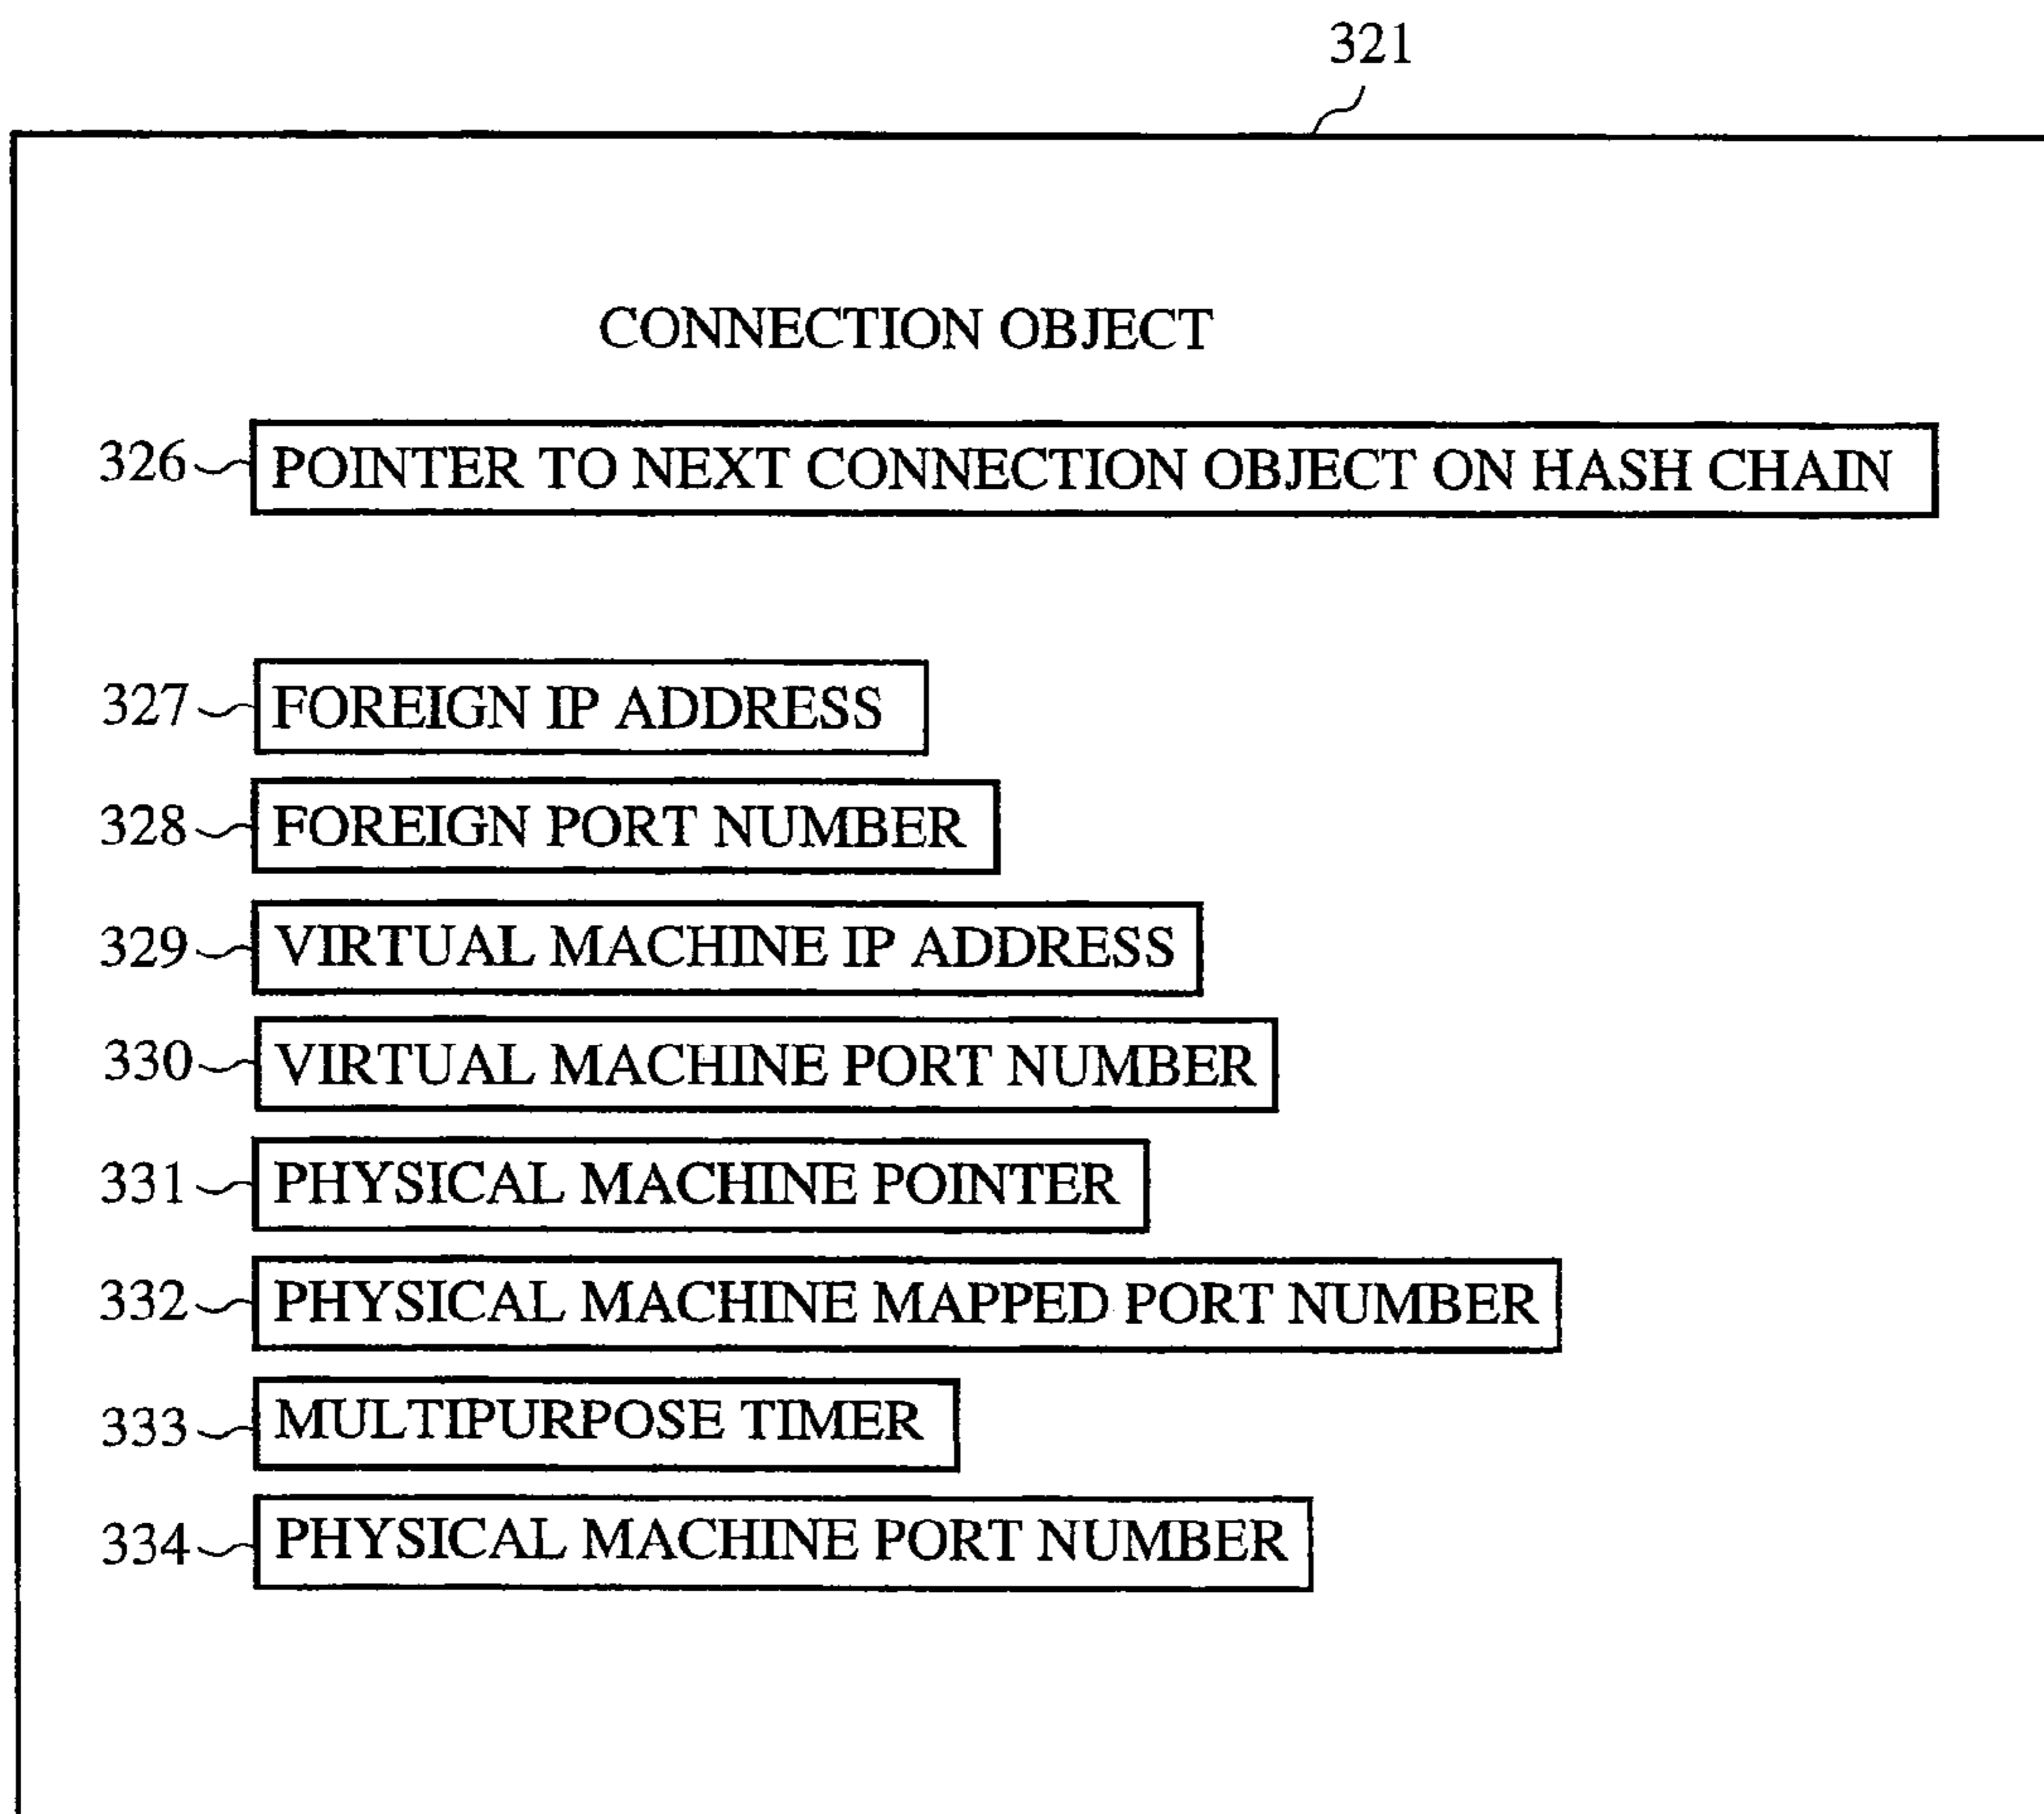 321
CONNECTION OBJECT
326 POINTER TO NEXT CONNECTION OBJECT ON HASH CHAIN
327 FOREIGN IP ADDRESS
328 FOREIGN PORT NUMBER
329 VIRTUAL MACHINE IP ADDRESS
330 VIRTUAL MACHINE PORT NUMBER
331 PHYSICAL MACHINE POINTER
332 PHYSICAL MACHINE MAPPED PORT NUMBER
333 MULTIPURPOSE TIMER
334 PHYSICAL MACHINE PORT NUMBER